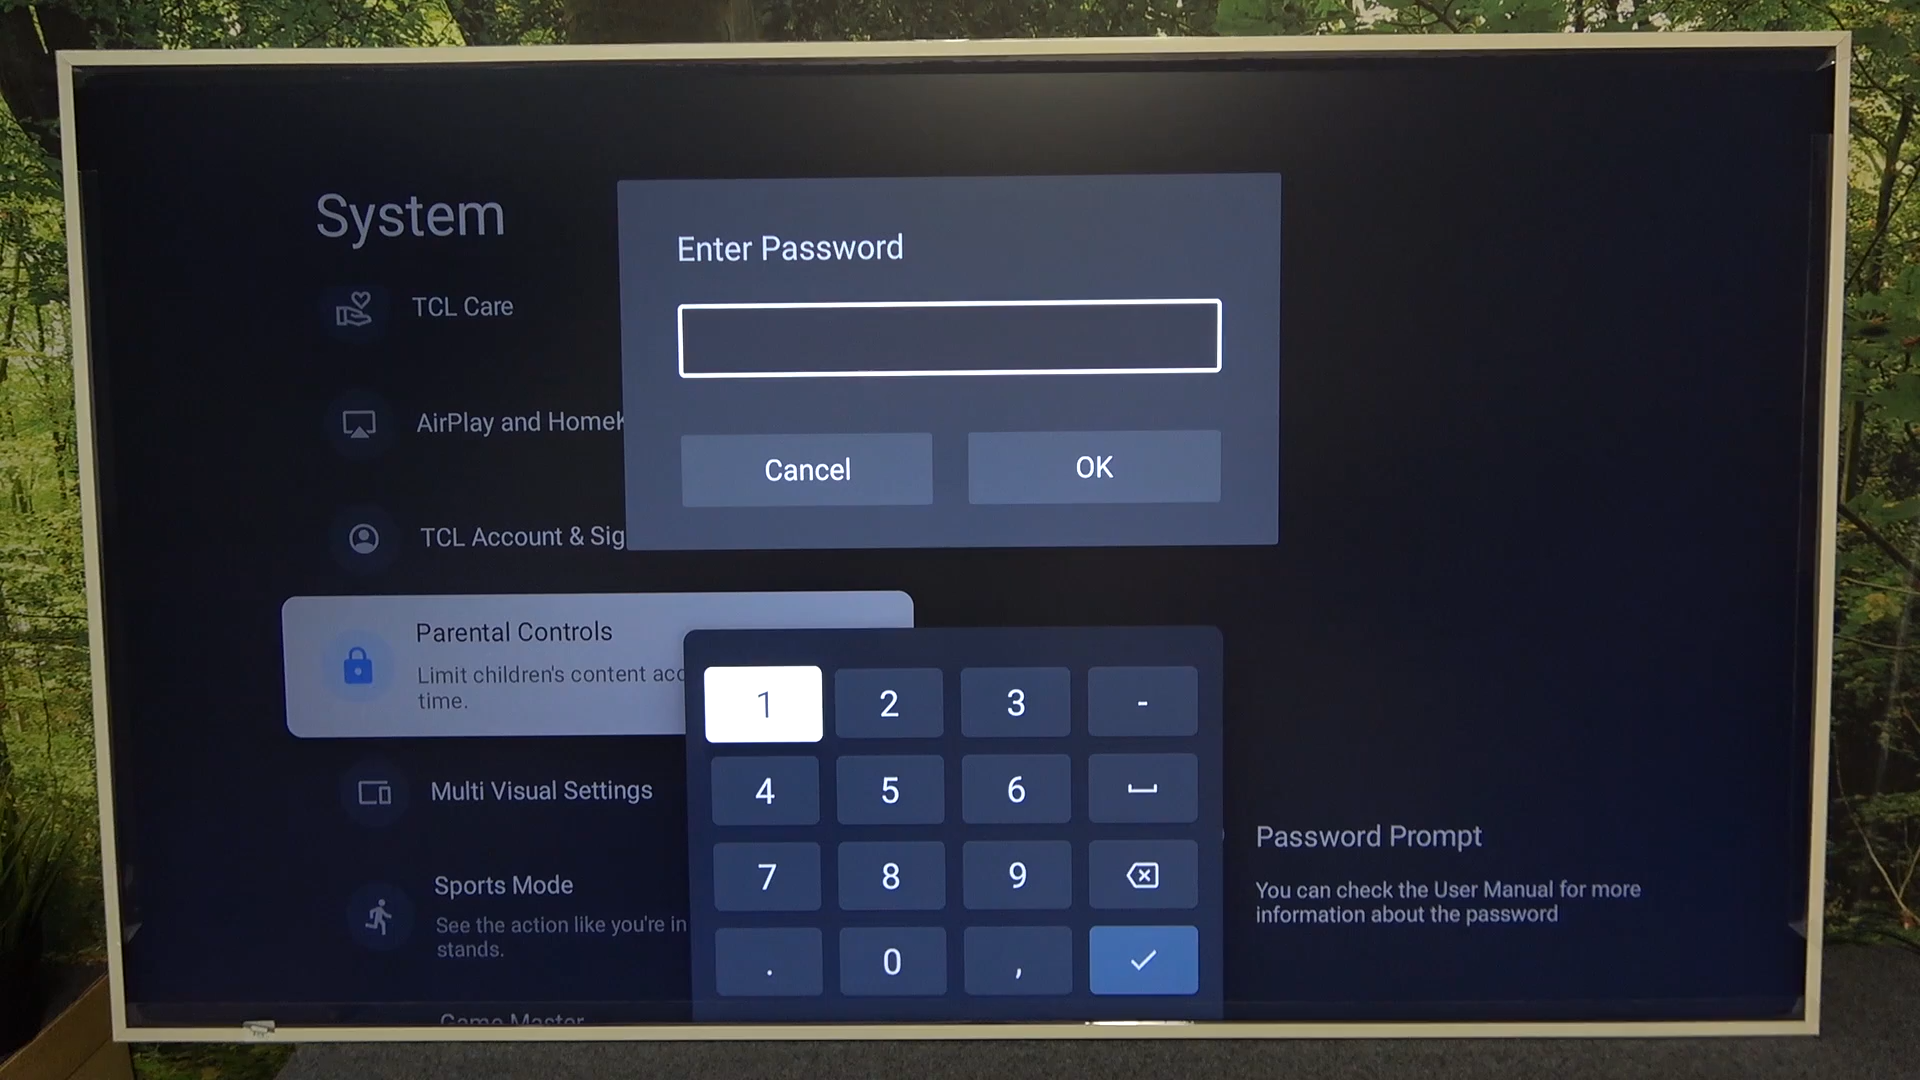 System
TCL Care
AirPlay and HomeK
TCL Account & Sig
Parental Controls
Limit children's content acc
time.
Multi Visual Settings
Sports Mode
See the action like you're in
stands.
Game Master
Enter Password
Cancel
OK
1 2 3 -
4 5 6
7 8 9
. 0 ,
Password Prompt
You can check the User Manual for more
information about the password